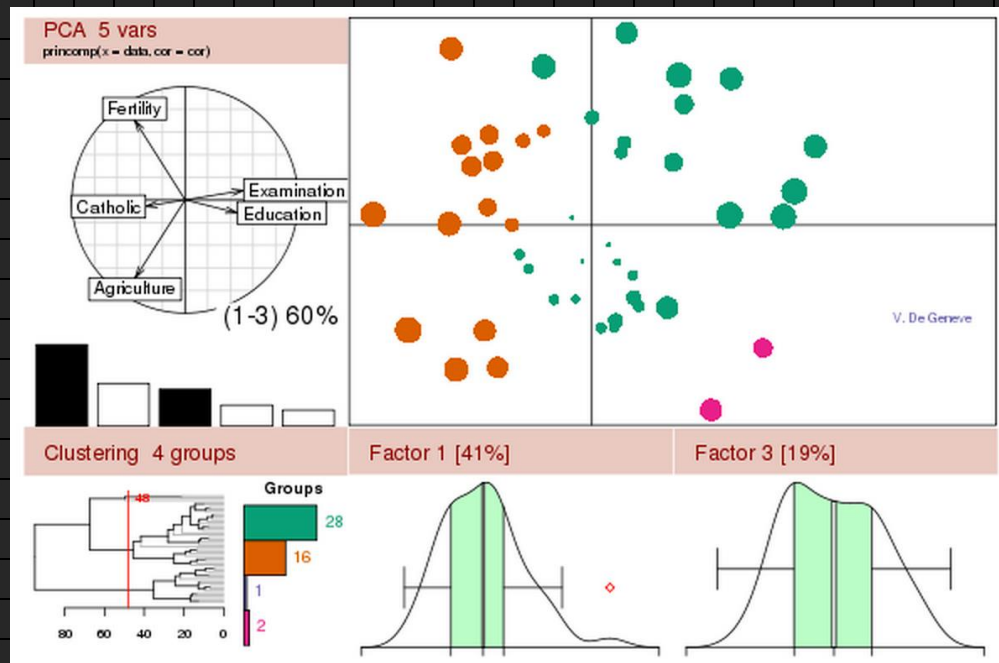 PCA 5 vars
princomp(x = data, cor = cor)
Fertility
Examination
Catholic
Education
Agriculture
(1-3) 60%
V. De Geneve
Clustering 4 groups
Factor 1 [41%]
Factor 3 [19%]
48
Groups
28
16
1
2
80 60 40 20 0